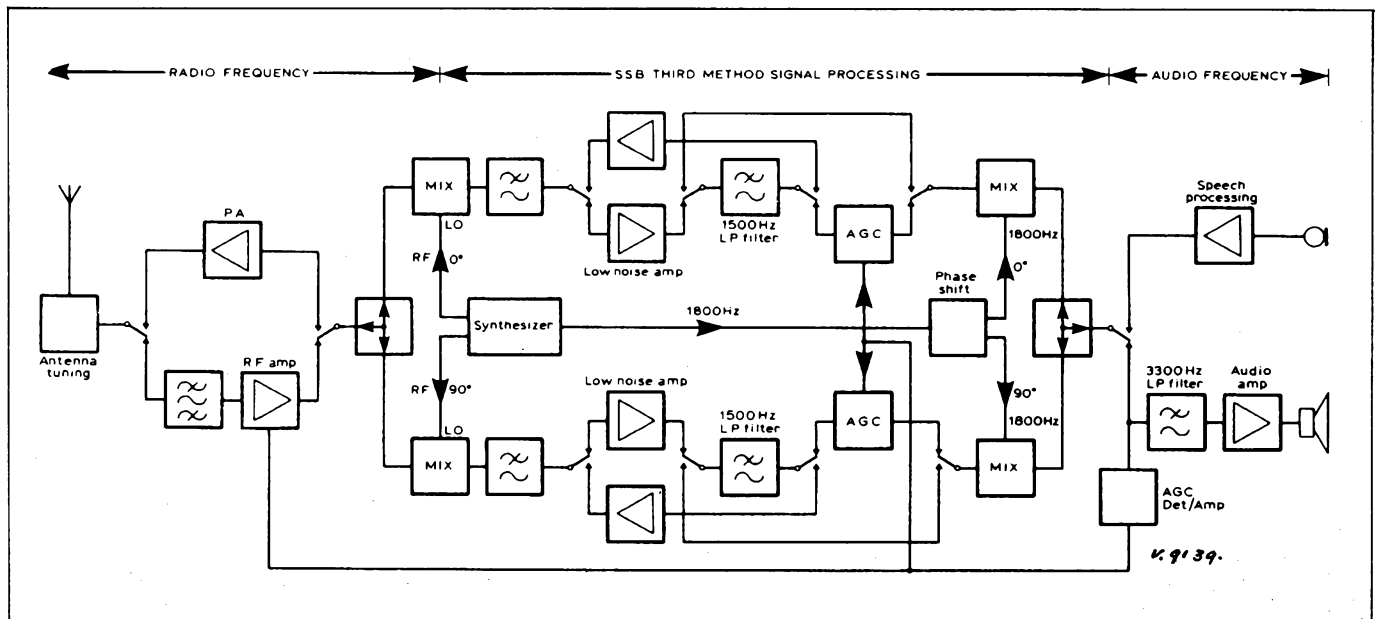 RADIO FREQUENCY
SSB THIRD METHOD SIGNAL PROCESSING
AUDIO FREQUENCY
PA
Antenna
tuning
RF amp
MIX
LO
RF 0°
Synthesizer
RF 90°
LO
MIX
Low noise amp
1500Hz
LP filter
AGC
1800Hz
Low noise amp
1500Hz
LP filter
AGC
Phase
shift
MIX
1800Hz
0°
90°
1800Hz
MIX
Speech
processing
3300Hz
LP filter
Audio
amp
AGC
Det/Amp